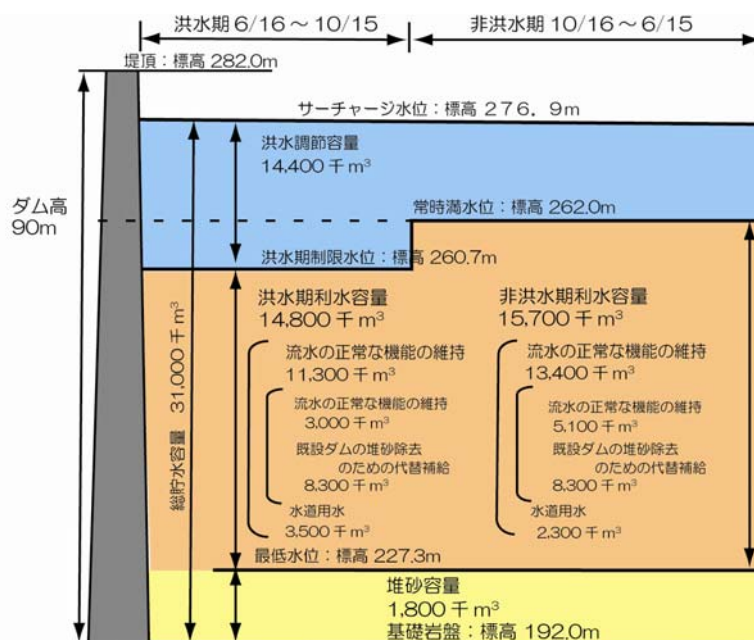 洪水期 6/16～10/15
非洪水期 10/16～6/15
堤頂：標高 282.0m
サーチャージ水位：標高 276．9m
洪水調節容量
14,400 千 m³
ダム高
90m
常時満水位：標高 262.0m
洪水期制限水位：標高 260.7m
洪水期利水容量
14,800 千 m³
流水の正常な機能の維持
11,300 千 m³
流水の正常な機能の維持
3,000 千 m³
既設ダムの堆砂除去
のための代替補給
8,300 千 m³
水道用水
3,500 千 m³
非洪水期利水容量
15,700 千 m³
流水の正常な機能の維持
13,400 千 m³
流水の正常な機能の維持
5,100 千 m³
既設ダムの堆砂除去
のための代替補給
8,300 千 m³
水道用水
2,300 千 m³
総貯水容量 31,000 千 m³
最低水位：標高 227.3m
堆砂容量
1,800 千 m³
基礎岩盤：標高 192.0m